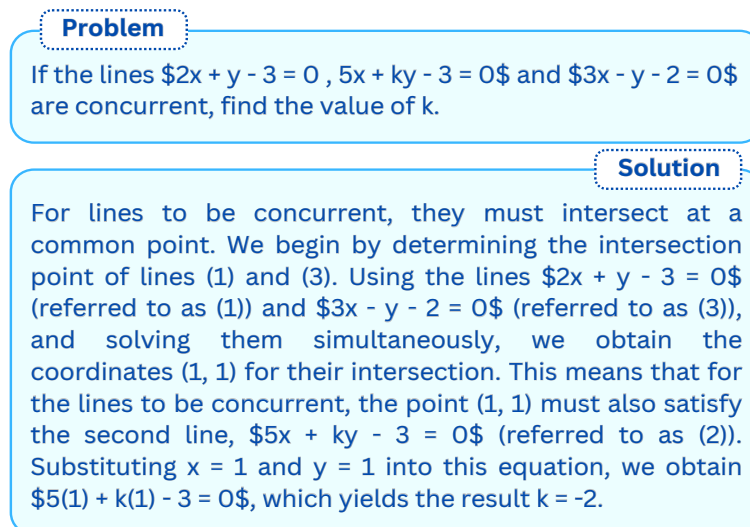 Problem
If the lines $2x + y - 3 = 0 , 5x + ky - 3 = 0$ and $3x - y - 2 = 0$
are concurrent, find the value of k.
Solution
For lines to be concurrent, they must intersect at a
common point. We begin by determining the intersection
point of lines (1) and (3). Using the lines $2x + y - 3 = 0$
(referred to as (1)) and $3x - y - 2 = 0$ (referred to as (3)),
and solving them simultaneously, we obtain the
coordinates (1, 1) for their intersection. This means that for
the lines to be concurrent, the point (1, 1) must also satisfy
the second line, $5x + ky - 3 = 0$ (referred to as (2)).
Substituting x = 1 and y = 1 into this equation, we obtain
$5(1) + k(1) - 3 = 0$, which yields the result k = -2.